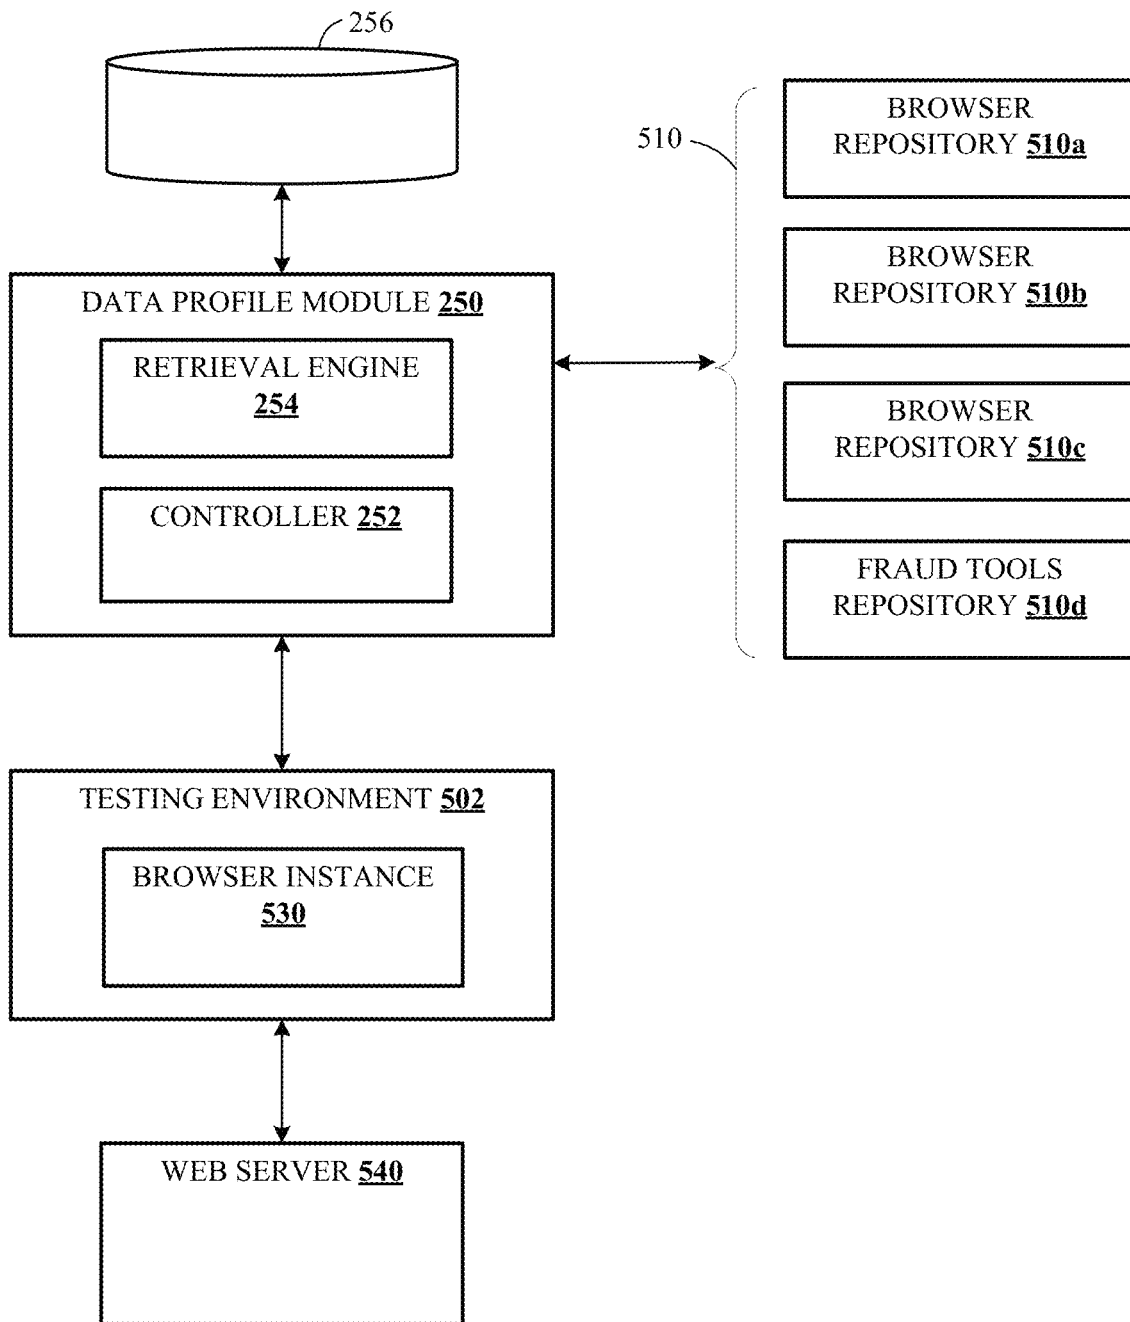 256
510
BROWSER
REPOSITORY 510a
BROWSER
REPOSITORY 510b
DATA PROFILE MODULE 250
RETRIEVAL ENGINE
254
BROWSER
REPOSITORY 510c
CONTROLLER 252
FRAUD TOOLS
REPOSITORY 510d
TESTING ENVIRONMENT 502
BROWSER INSTANCE
530
WEB SERVER 540